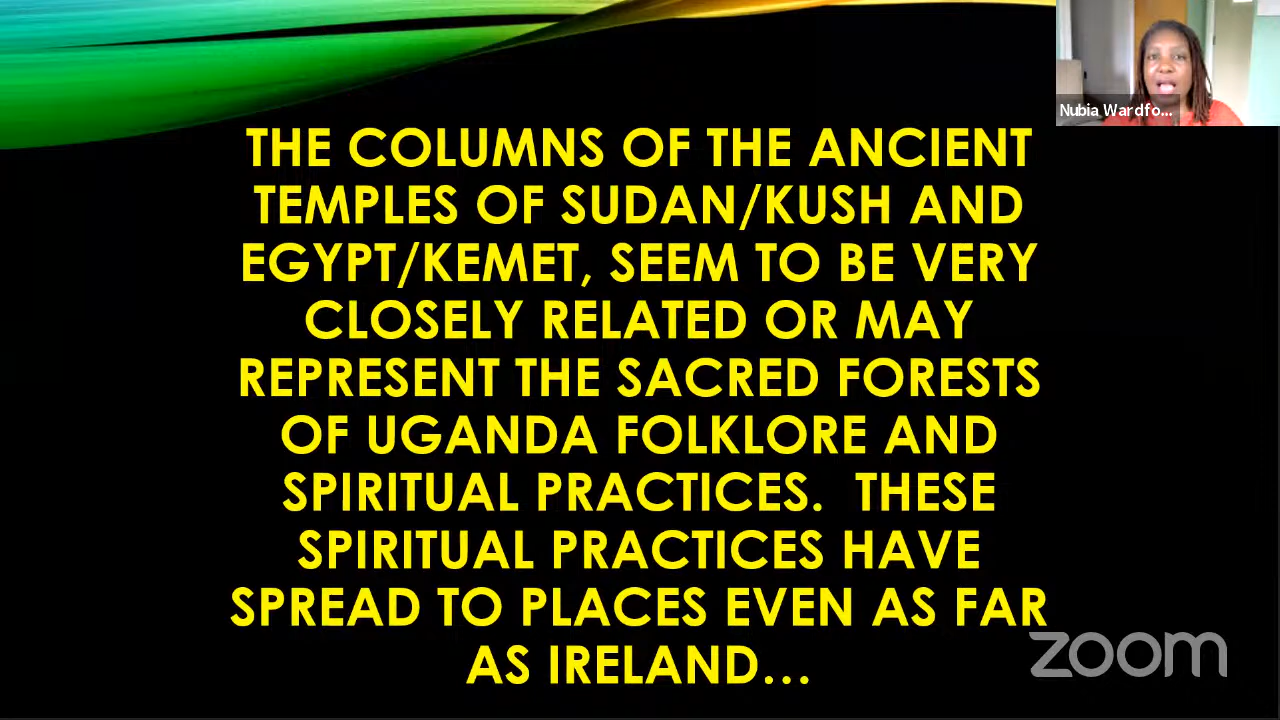 Nubia Wardfo...
THE COLUMNS OF THE ANCIENT
TEMPLES OF SUDAN/KUSH AND
EGYPT/KEMET, SEEM TO BE VERY
CLOSELY RELATED OR MAY
REPRESENT THE SACRED FORESTS
OF UGANDA FOLKLORE AND
SPIRITUAL PRACTICES.  THESE
SPIRITUAL PRACTICES HAVE
SPREAD TO PLACES EVEN AS FAR
AS IRELAND...
zoom